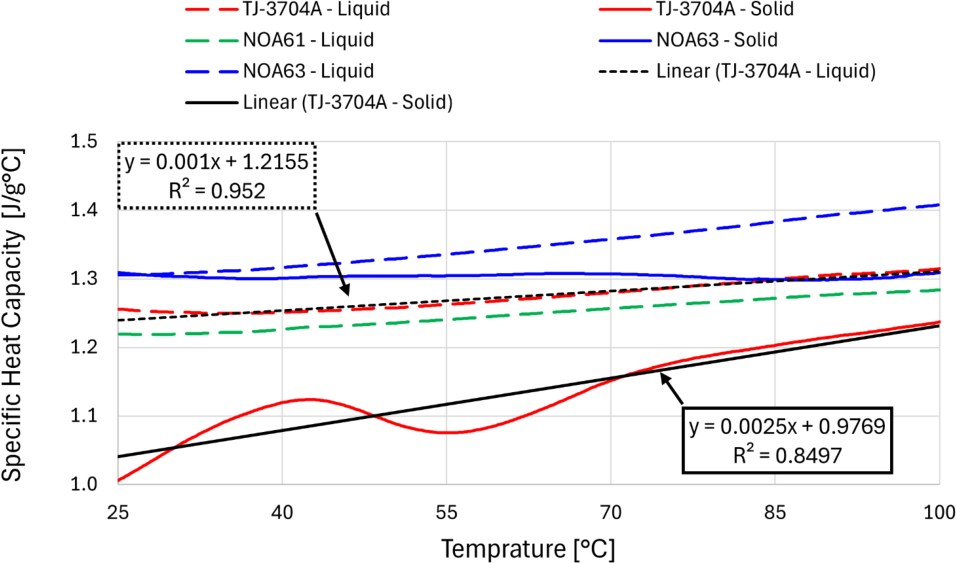 TJ-3704A - Liquid
TJ-3704A - Solid
NOA61 - Liquid
NOA63 - Solid
NOA63 - Liquid
Linear (TJ-3704A - Liquid)
Linear (TJ-3704A - Solid)
Specific Heat Capacity [J/g°C]
1.5
1.4
1.3
1.2
1.1
1.0
y = 0.001x + 1.2155
R² = 0.952
y = 0.0025x + 0.9769
R² = 0.8497
25 40 55 70 85 100
Temprature [°C]